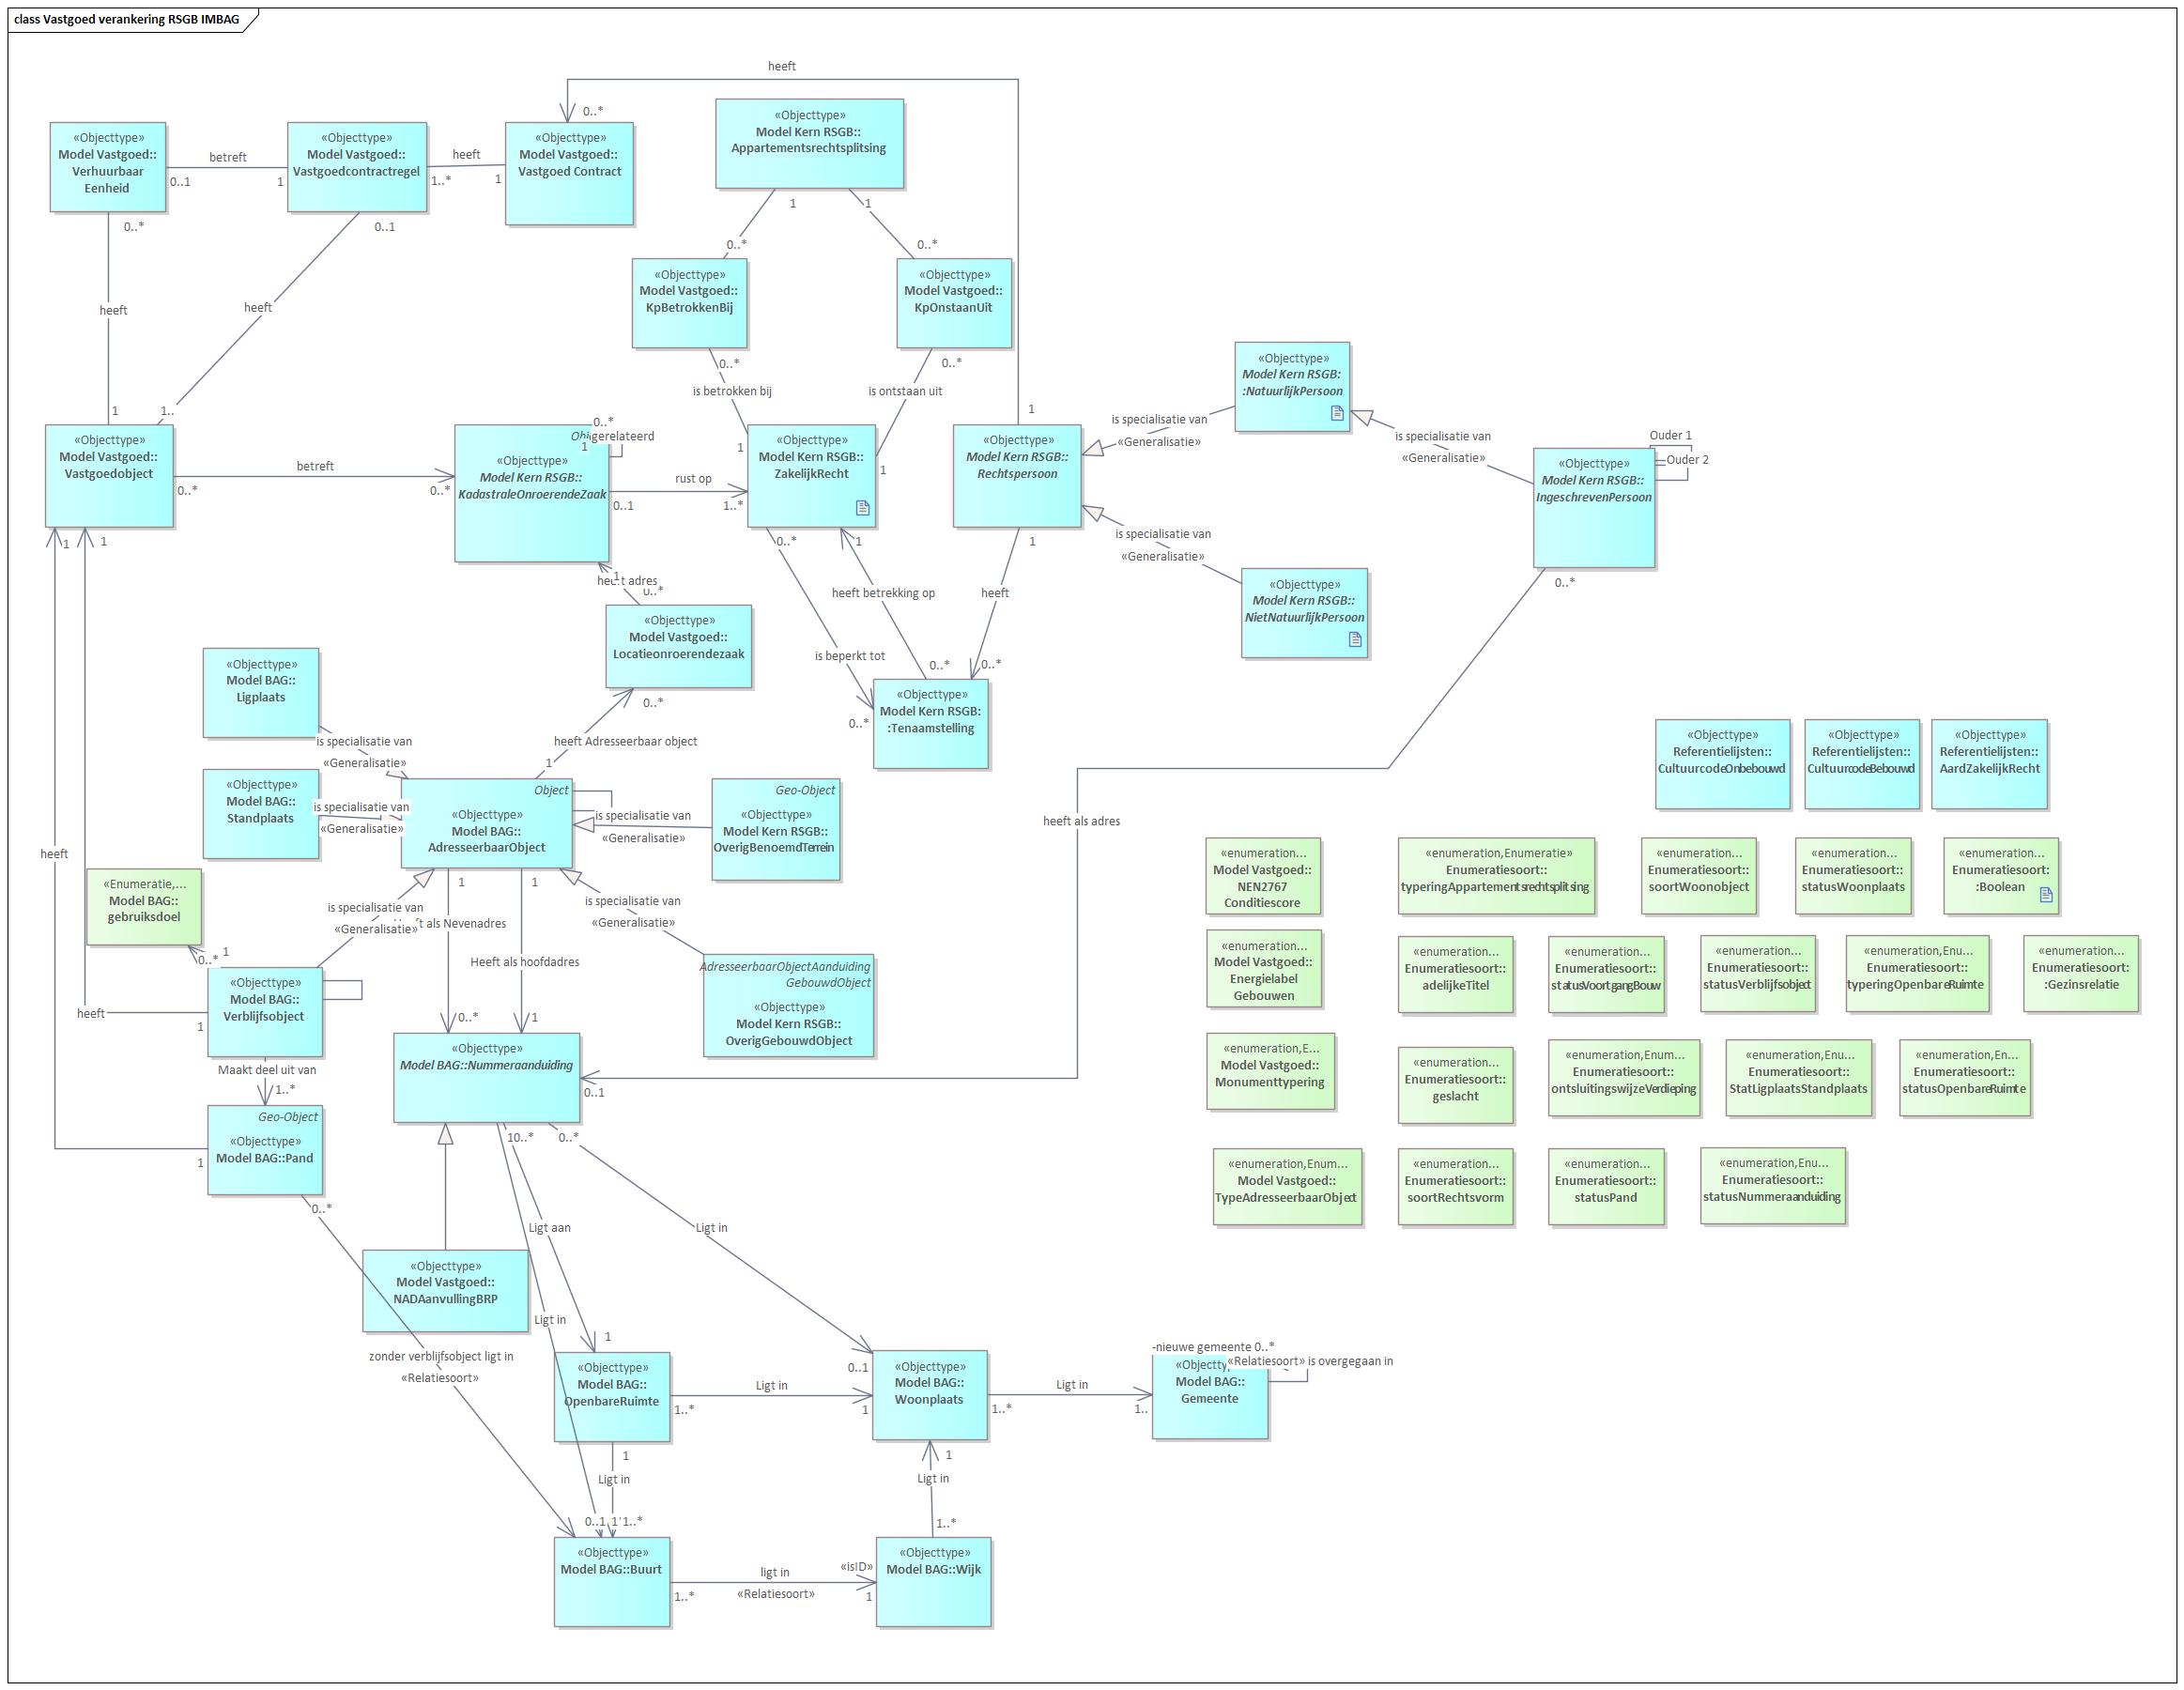 class Vastgoed verankering RSGB IMBAG
heeft
0..*
«Objecttype»
Model Vastgoed::
Verhuurbaar
Eenheid
betreft
0..1
1
«Objecttype»
Model Vastgoed::
Vastgoedcontractregel
heeft
1..*
1
«Objecttype»
Model Vastgoed::
Vastgoed Contract
«Objecttype»
Model Kern RSGB::
Appartementsrechtsplitsing
0..*
0..1
1
1
0..*
0..*
«Objecttype»
Model Vastgoed::
KpBetrokkenBij
«Objecttype»
Model Vastgoed::
KpOnstaanUit
heeft
heeft
0..*
0..*
is betrokken bij
is ontstaan uit
1
1..
1
1
1
«Objecttype»
Model Kern RSGB:
:NatuurlijkPersoon
is specialisatie van
«Generalisatie»
is specialisatie van
«Generalisatie»
Ouder 1
Ouder 2
«Objecttype»
Model Kern RSGB::
IngeschrevenPersoon
0..*
«Objecttype»
Model Vastgoed::
Vastgoedobject
betreft
0..*
0..*
0..*
gerelateerd
1
«Objecttype»
Model Kern RSGB::
KadastraleOnroerendeZaak
rust op
0..1
1..*
«Objecttype»
Model Kern RSGB::
ZakelijkRecht
«Objecttype»
Model Kern RSGB::
Rechtspersoon
is specialisatie van
«Generalisatie»
1
1
0..*
1
1
«Objecttype»
Model Kern RSGB::
NietNatuurlijkPersoon
1
adres
0..*
heeft betrekking op
heeft
«Objecttype»
Model Vastgoed::
Locatieonroerendezaak
is beperkt tot
0..*
0..*
0..*
0..*
«Objecttype»
Model Kern RSGB:
:Tenaamstelling
«Objecttype»
Model BAG::
Ligplaats
is specialisatie van
«Generalisatie»
heeft Adresseerbaar object
1
«Objecttype»
Model BAG::
Standplaats
is specialisatie van
«Generalisatie»
Object
«Objecttype»
Model BAG::
AdresseerbaarObject
is specialisatie van
«Generalisatie»
Geo-Object
«Objecttype»
Model Kern RSGB::
OverigBenoemdTerrein
heeft als adres
«Objecttype»
Referentielijsten::
CultuurcodeOnbebouwd
«Objecttype»
Referentielijsten::
CultuurcodeBebouwd
«Objecttype»
Referentielijsten::
AardZakelijkRecht
heeft
«Enumeratie,...
Model BAG::
gebruiksdoel
1
0..*
1
1
is specialisatie van
«Generalisatie»
ft als Nevenadres
is specialisatie van
«Generalisatie»
Heeft als hoofdadres
AdresseerbaarObjectAanduiding
GebouwdObject
«Objecttype»
Model Kern RSGB::
OverigGebouwdObject
«Objecttype»
Model BAG::
Verblijfsobject
heeft
1
0..*
1
«enumeration...
Model Vastgoed::
NEN2767
Conditiescore
«enumeration,Enumeratie»
Enumeratiesoort::
typeringAppartementsrechtsplitsing
«enumeration...
Enumeratiesoort::
soortWoonobject
«enumeration...
Enumeratiesoort::
statusWoonplaats
«enumeration...
Enumeratiesoort:
:Boolean
«enumeration...
Model Vastgoed::
Energielabel
Gebouwen
«enumeration...
Enumeratiesoort::
adelijkeTitel
«enumeration...
Enumeratiesoort::
statusVoortgangBouw
«enumeration...
Enumeratiesoort::
statusVerblijfsobject
«enumeration,Enu...
Enumeratiesoort::
typeringOpenbareRuimte
«enumeration...
Enumeratiesoort:
:Gezinsrelatie
Maakt deel uit van
1..*
Geo-Object
«Objecttype»
Model BAG::Pand
1
0..*
«Objecttype»
Model BAG::Nummeraanduiding
0..1
«enumeration,E...
Model Vastgoed::
Monumenttypering
«enumeration...
Enumeratiesoort::
geslacht
«enumeration,Enum...
Enumeratiesoort::
ontsluitingswijzeVerdieping
«enumeration,Enu...
Enumeratiesoort::
StatLigplaatsStandplaats
«enumeration,En...
Enumeratiesoort::
statusOpenbareRuimte
10..*
0..*
«enumeration,Enum...
Model Vastgoed::
TypeAdresseerbaarObject
«enumeration...
Enumeratiesoort::
soortRechtsvorm
«enumeration...
Enumeratiesoort::
statusPand
«enumeration,Enu...
Enumeratiesoort::
statusNummeraanduiding
Ligt aan
Ligt in
«Objecttype»
Model Vastgoed::
NADAanvullingBRP
Ligt in
1
zonder verblijfsobject ligt in
«Relatiesoort»
«Objecttype»
Model BAG::
OpenbareRuimte
Ligt in
1..*
1
0..1
«Objecttype»
Model BAG::
Woonplaats
Ligt in
1..*
1..
-nieuwe gemeente 0..*
«Relatiesoort» is overgegaan in
Model BAG::
Gemeente
1
Ligt in
0..1
1
1..*
1
Ligt in
1..*
«Objecttype»
Model BAG::Buurt
ligt in
«Relatiesoort»
1..*
«isID»
1
«Objecttype»
Model BAG::Wijk